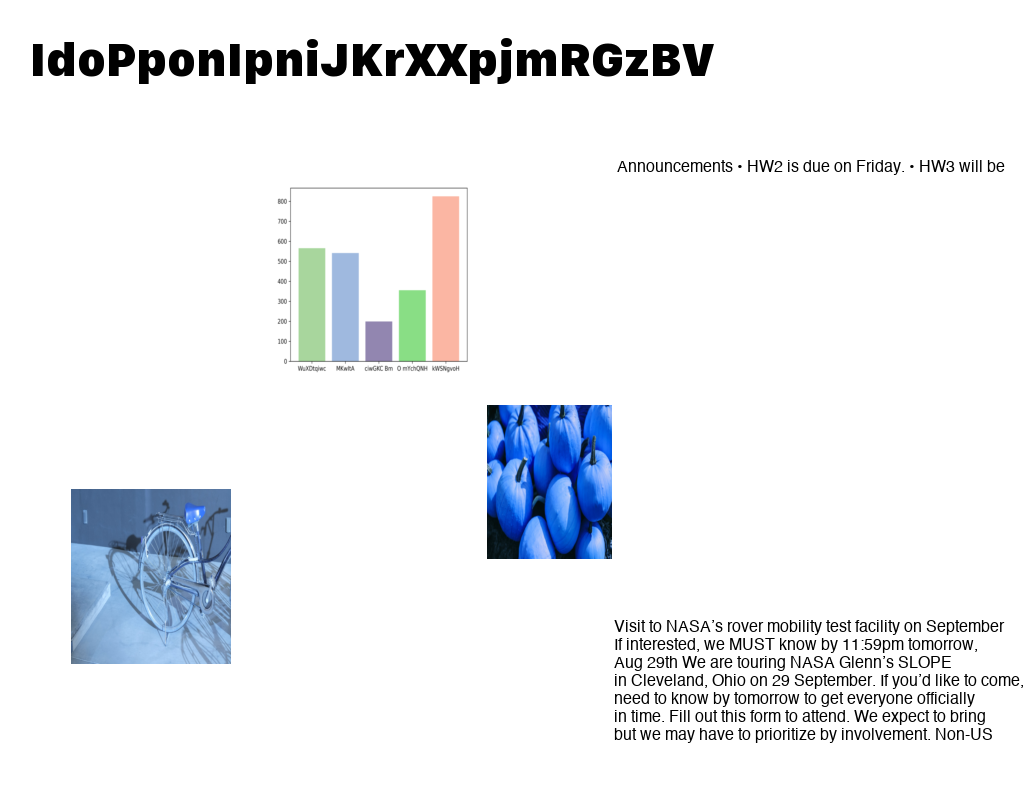 IdoPponIpniJKrXXpjmRGzBV
Announcements • HW2 is due on Friday. • HW3 will be
800
700
600
500
400
300
200
100
0
WuXDtqiwc MKwltA ciwGKC Bm O mYchQNH kWSNgvoH
Visit to NASA’s rover mobility test facility on September
If interested, we MUST know by 11:59pm tomorrow,
Aug 29th We are touring NASA Glenn’s SLOPE
in Cleveland, Ohio on 29 September. If you’d like to come,
need to know by tomorrow to get everyone officially
in time. Fill out this form to attend. We expect to bring
but we may have to prioritize by involvement. Non-US